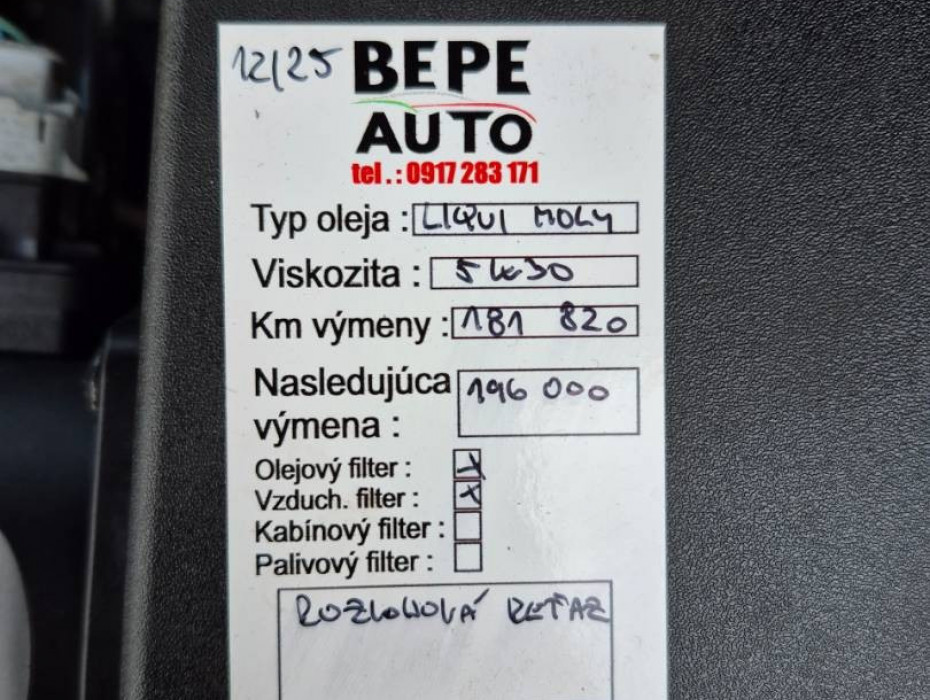 12/25 BEPE
AUTO
tel.: 0917 283 171
Typ oleja : LIQUI MOLY
Viskozita : 5W30
Km výmeny : 181 820
Nasledujúca 196 000
výmena :
Olejový filter : x
Vzduch. filter : x
Kabínový filter :
Palivový filter :
ROZVODOVÁ REŤAZ